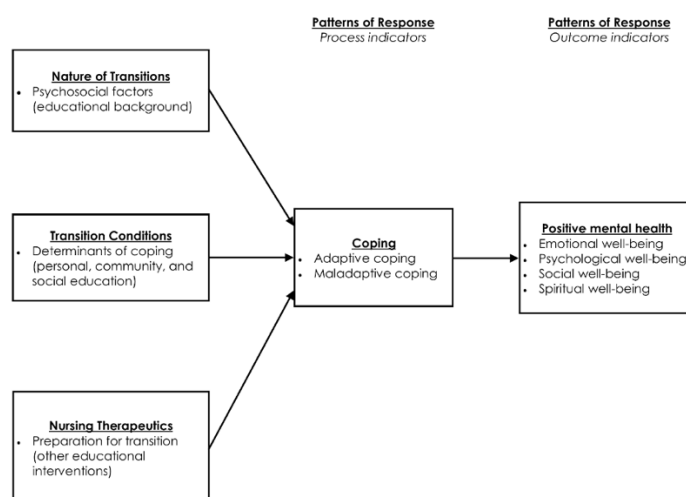 Patterns of Response
Process indicators
Patterns of Response
Outcome indicators
Nature of Transitions
• Psychosocial factors
(educational background)
Transition Conditions
• Determinants of coping
(personal, community, and
social education)
Nursing Therapeutics
• Preparation for transition
(other educational
interventions)
Coping
• Adaptive coping
• Maladaptive coping
Positive mental health
• Emotional well-being
• Psychological well-being
• Social well-being
• Spiritual well-being